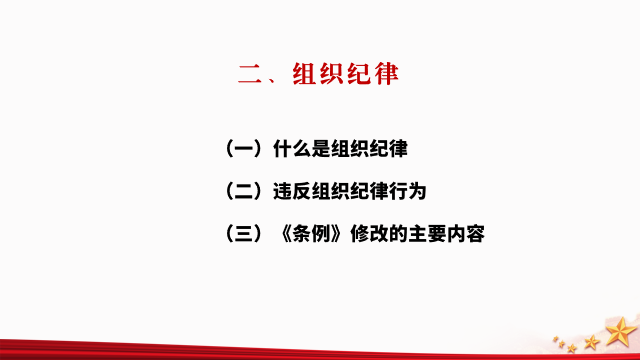 二、组织纪律
（一）什么是组织纪律
（二）违反组织纪律行为
（三）《条例》修改的主要内容